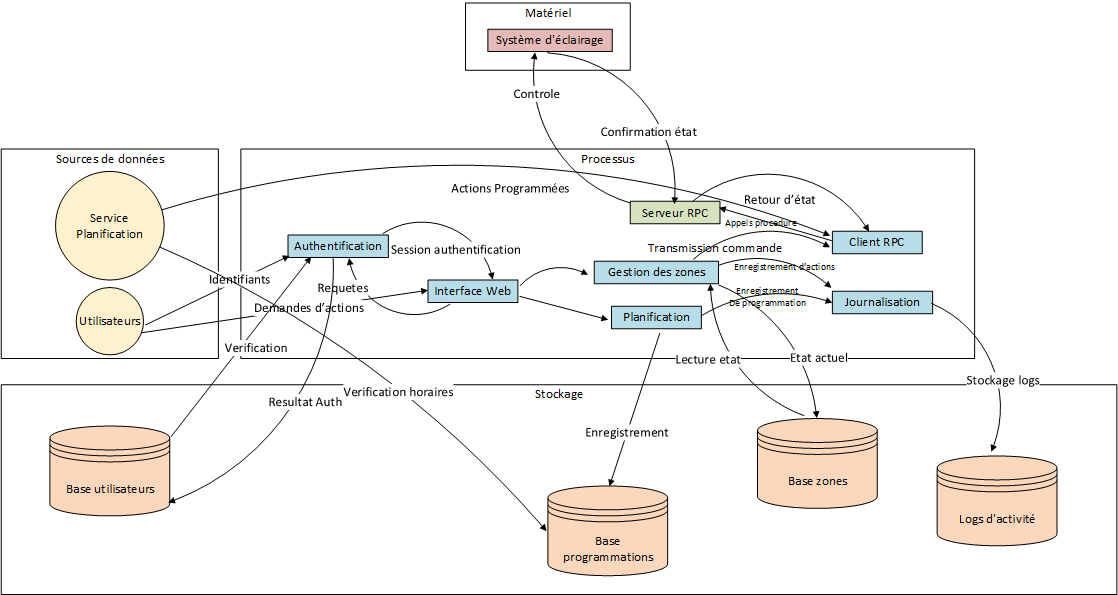 Matériel
Système d'éclairage
Controle
Confirmation état
Sources de données
Processus
Service
Planification
Actions Programmées
Retour d'état
Serveur RPC
Appels procedure
Client RPC
Authentification
Session authentification
Transmission commande
Gestion des zones
Enregistrement d'actions
Identifiants
Requetes
Interface Web
Enregistrement
De programmation
Journalisation
Demandes d'actions
Utilisateurs
Planification
Verification
Lecture etat
Etat actuel
Stockage logs
Verification horaires
Stockage
Resultat Auth
Enregistrement
Base utilisateurs
Base zones
Logs d'activité
Base
programmations